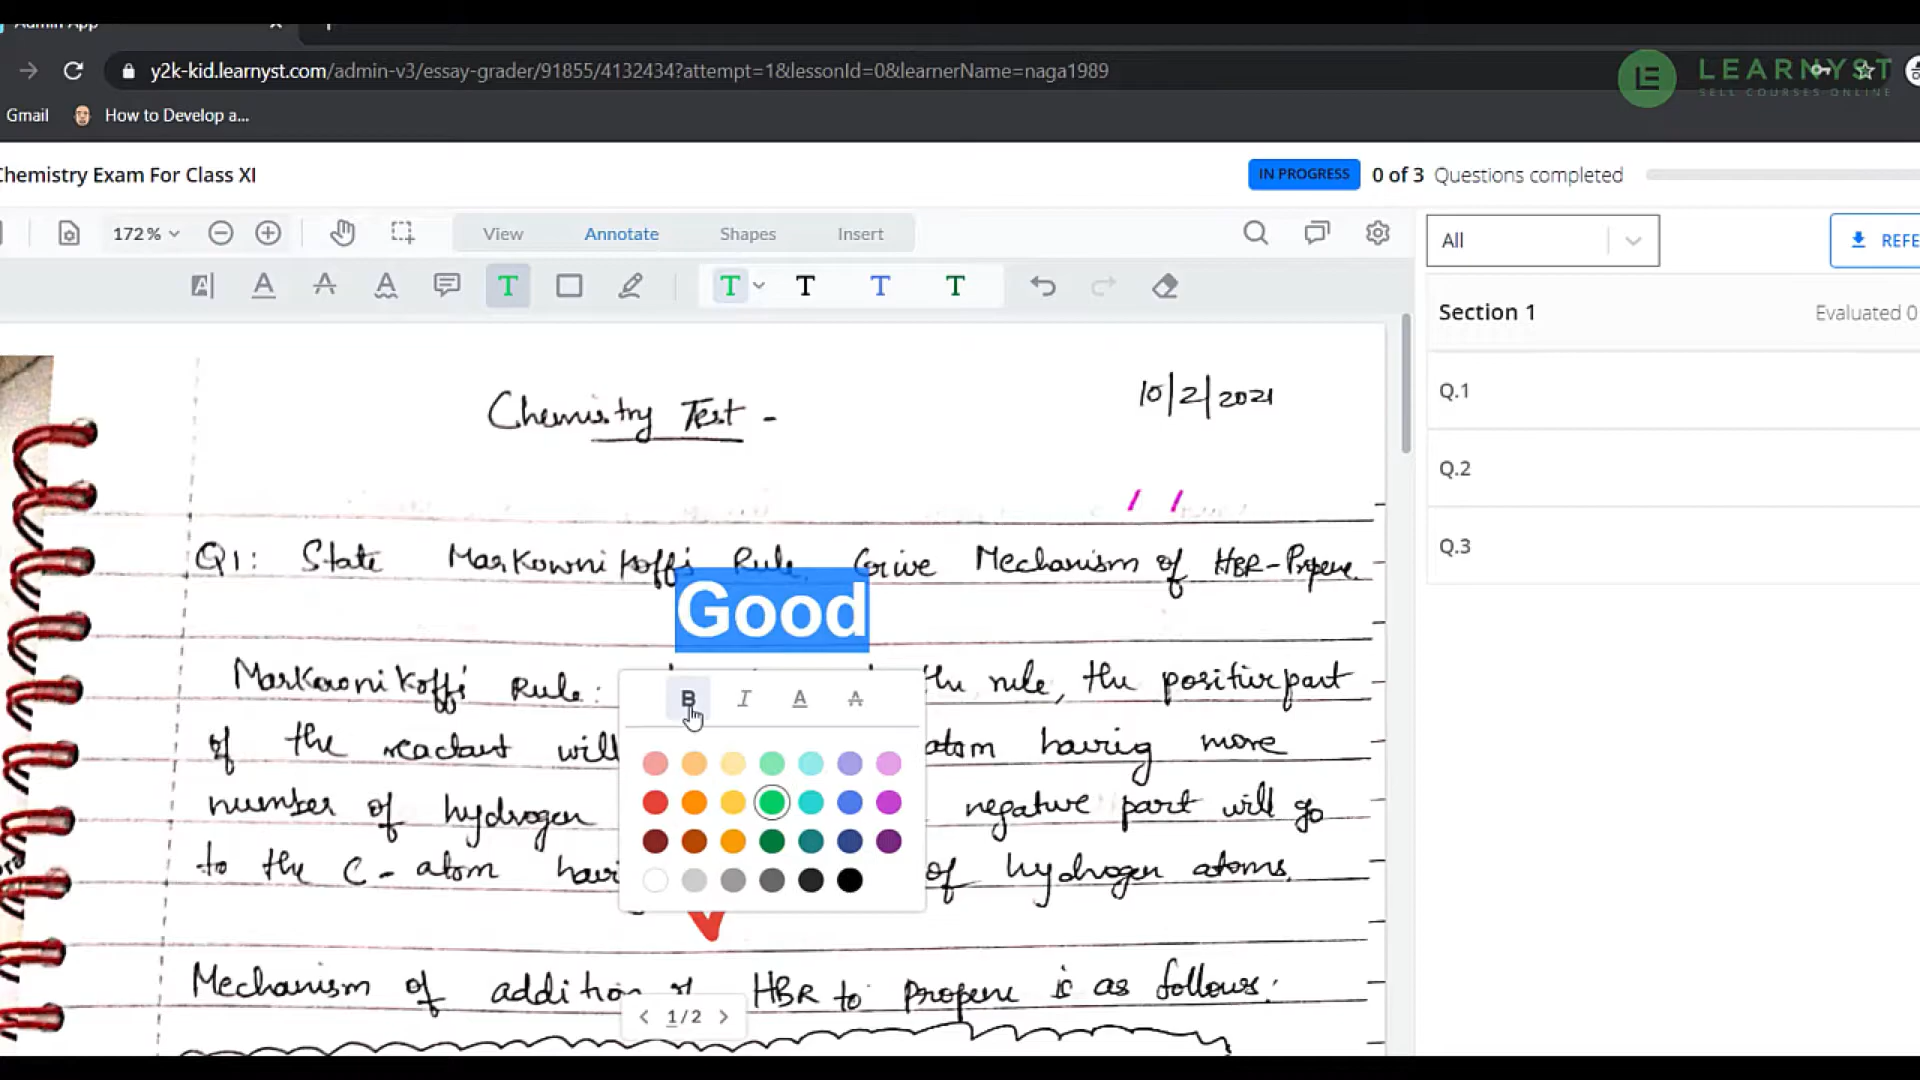 Admin App
y2k-kid.learnyst.com/admin-v3/essay-grader/91855/4132434?attempt=1&lessonId=0&learnerName=naga1989
LEARNYST
SELL COURSES ONLINE
Gmail How to Develop a...
Chemistry Exam For Class XI
IN PROGRESS 0 of 3 Questions completed
172% View Annotate Shapes Insert
All
REFE
A A A A T T T T T
Section 1 Evaluated 0
Q.1
Q.2
Q.3
Chemistry Test - 10/2/2021
Q1: State Markowni Koff's Rule. Give Mechanism of HBR-Propene.
Good
Markowni Koff's Rule: the rule, the positive part
of the reactant will atom having more
number of hydrogen negative part will go
to the C-atom havi of hydrogen atoms.
B I A A
Mechanism of addition of HBR to propene is as follows:
1/2